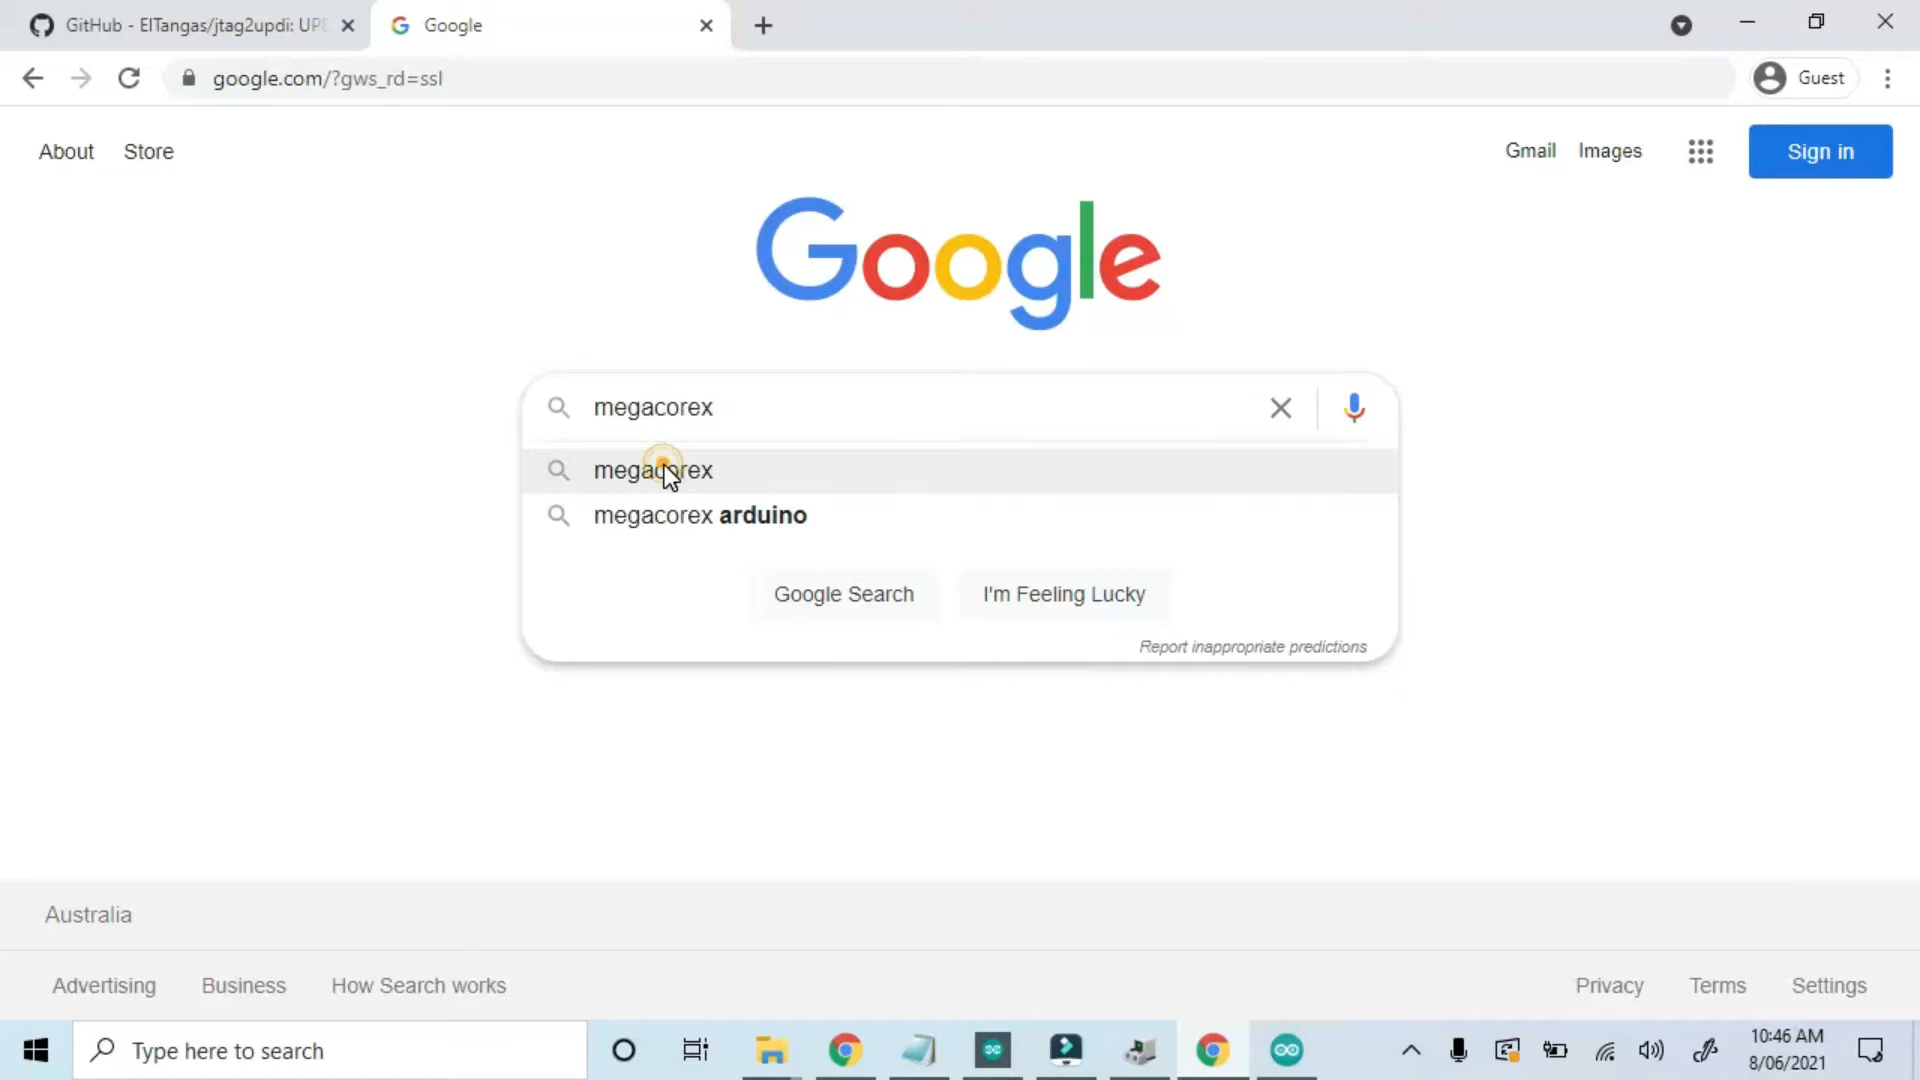 GitHub - ElTangas/jtag2updi: UPD
Google
google.com/?gws_rd=ssl
Guest
About
Store
Gmail
Images
Sign in
Google
megacorex
megacorex
megacorex arduino
Google Search
I'm Feeling Lucky
Report inappropriate predictions
Australia
Advertising
Business
How Search works
Privacy
Terms
Settings
Type here to search
10:46 AM
8/06/2021